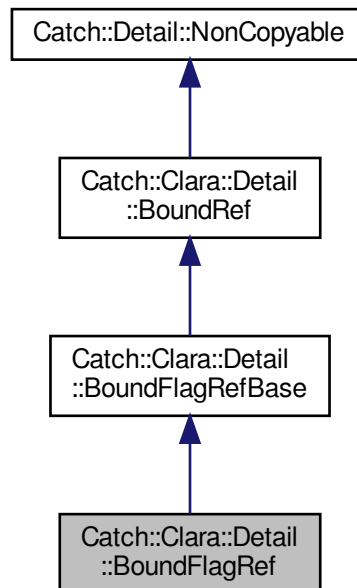 Catch::Detail::NonCopyable
Catch::Clara::Detail
::BoundRef
Catch::Clara::Detail
::BoundFlagRefBase
Catch::Clara::Detail
::BoundFlagRef